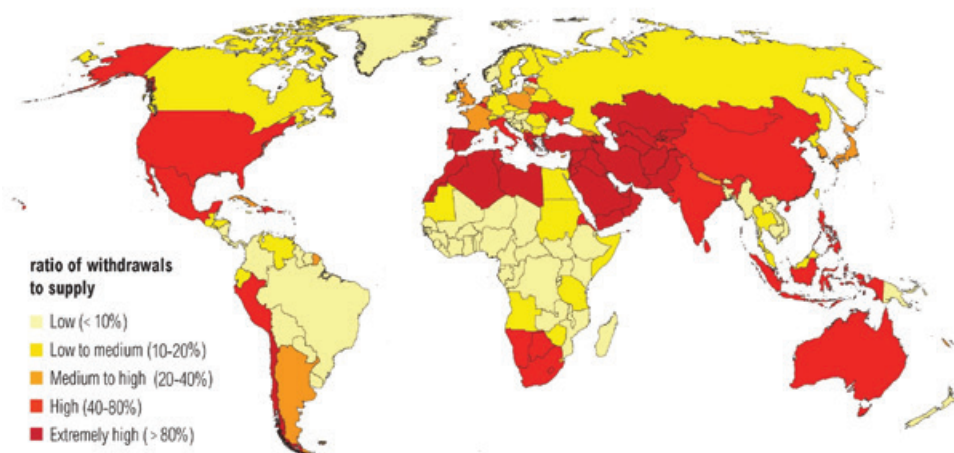 ratio of withdrawals
to supply
Low (< 10%)
Low to medium (10-20%)
Medium to high (20-40%)
High (40-80%)
Extremely high (> 80%)